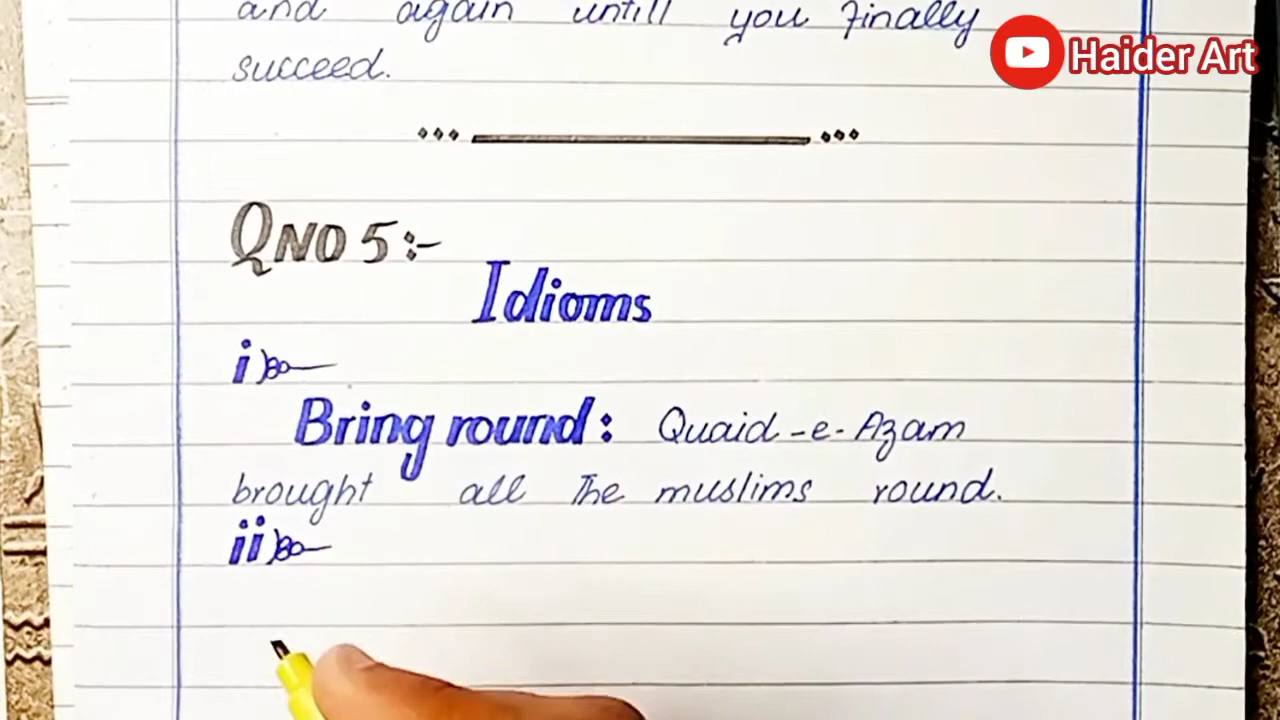 and again untill you finally
Haider Art
succeed.
QNO 5:-
Idioms
i
Bring round: Quaid-e-Azam
brought all the muslims round.
ii